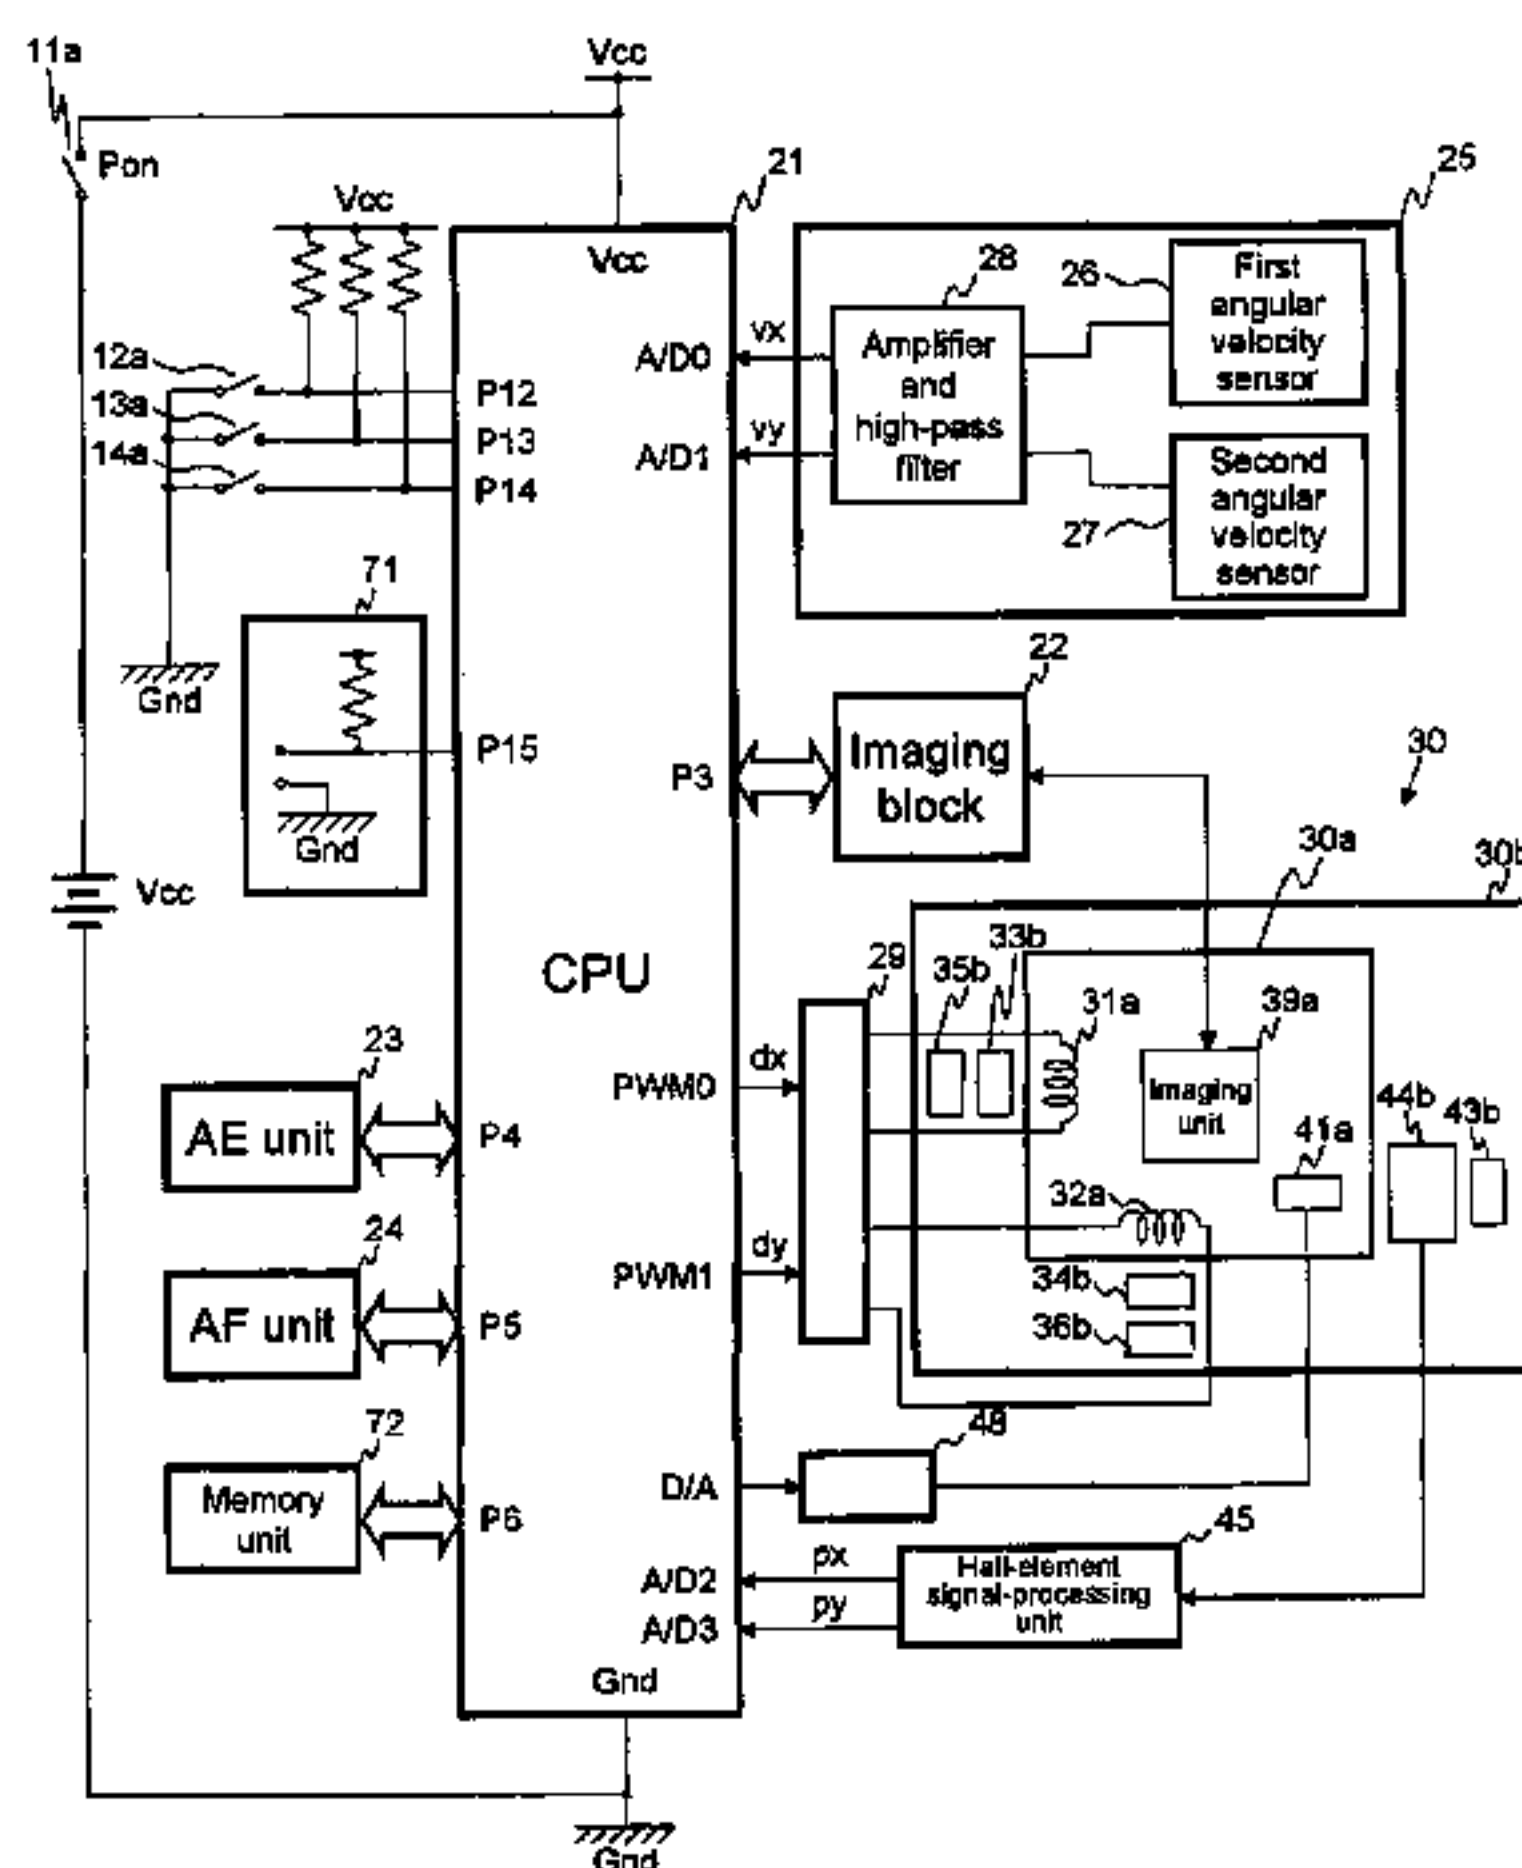 11a
Vcc
Pon
21
25
Vcc
Vcc
28
26
First
angular
velocity
sensor
vx
A/D0
Amplifier
and
high-pass
filter
12a
P12
13a
P13
vy
A/D1
14a
P14
Second
angular
velocity
sensor
27
71
22
Gnd
P15
P3
Imaging
block
30
Gnd
30a
30b
Vcc
CPU
29
35b
33b
31a
39a
23
dx
PWM0
Imaging
unit
44b
43b
AE unit
P4
41a
32a
24
dy
PWM1
34b
AF unit
P5
36b
72
48
Memory
unit
P6
D/A
45
px
A/D2
Hall-element
signal-processing
unit
py
A/D3
Gnd
Gnd